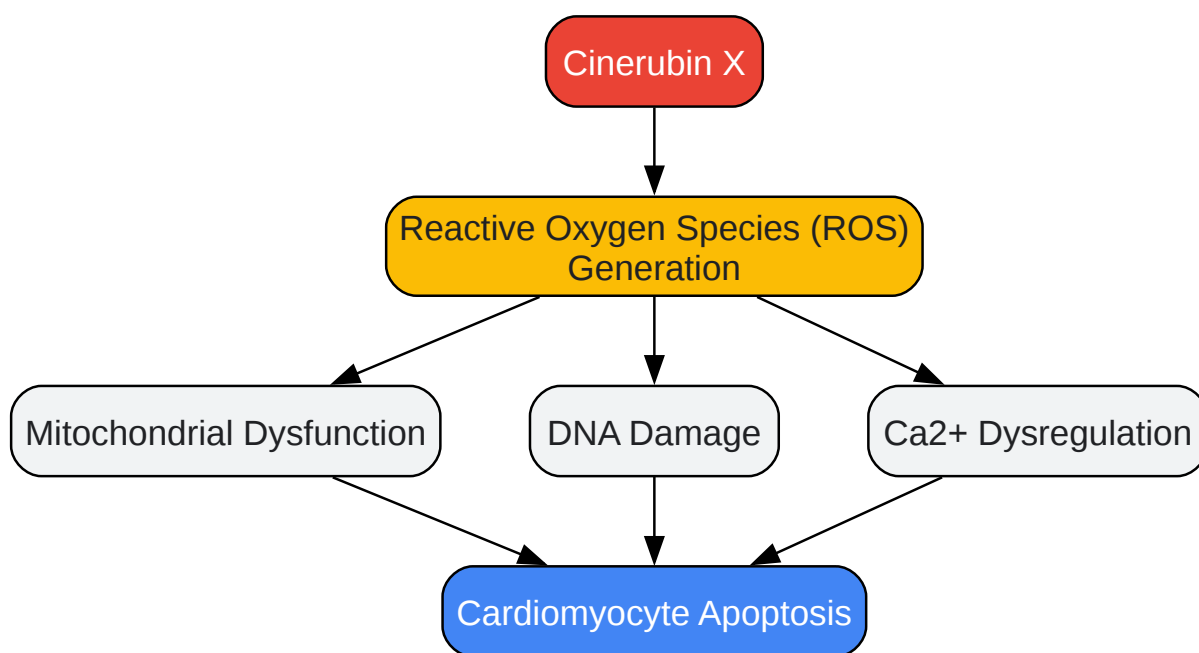 Cinerubin X
Reactive Oxygen Species (ROS)
Generation
Mitochondrial Dysfunction
DNA Damage
Ca2+ Dysregulation
Cardiomyocyte Apoptosis